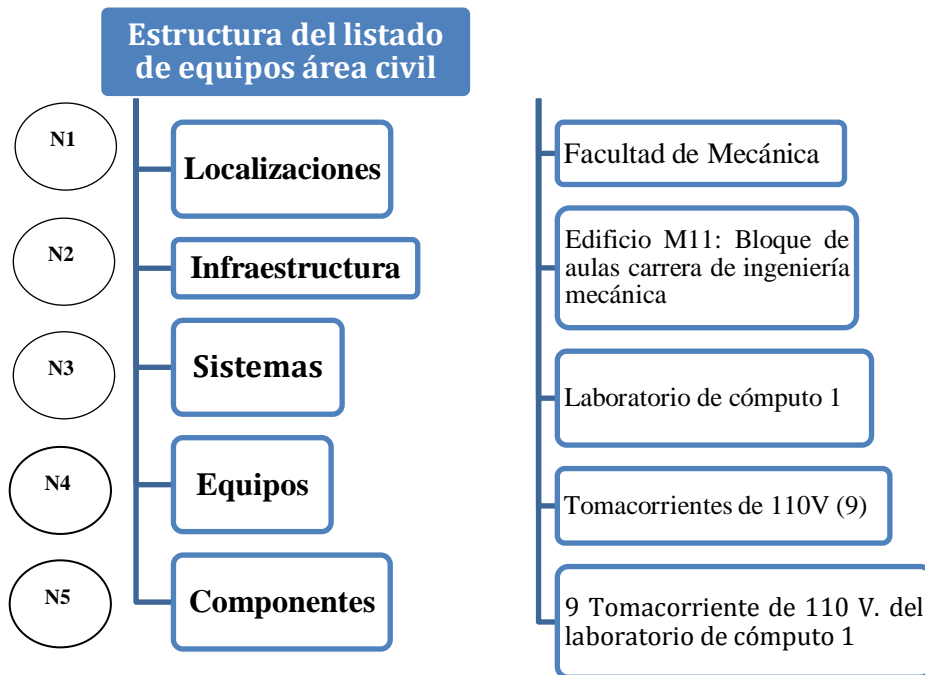 Estructura del listado
de equipos área civil
N1
Localizaciones
Facultad de Mecánica
N2
Infraestructura
Edificio M11: Bloque de
aulas carrera de ingeniería
mecánica
N3
Sistemas
Laboratorio de cómputo 1
N4
Equipos
Tomacorrientes de 110V (9)
N5
Componentes
9 Tomacorriente de 110 V. del
laboratorio de cómputo 1